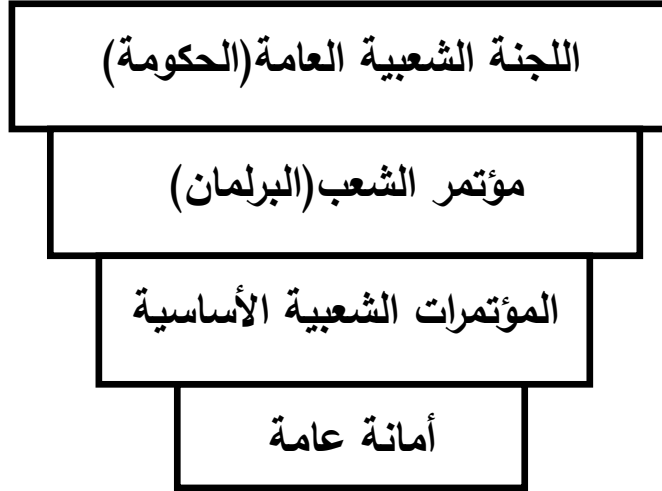 اللجنة الشعبية العامة(الحكومة)
مؤتمر الشعب(البرلمان)
المؤتمرات الشعبية الأساسية
أمانة عامة